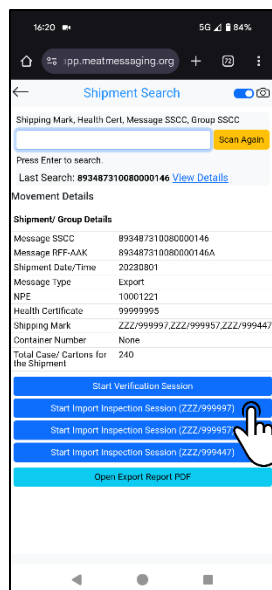 16:20 5G 84%
app.meatmessaging.org 72
Shipment Search
Shipping Mark, Health Cert, Message SSCC, Group SSCC
Scan Again
Press Enter to search.
Last Search: 893487310080000146 View Details
Movement Details
Shipment/ Group Details
Message SSCC 893487310080000146
Message RFF-AAK 893487310080000146A
Shipment Date/Time 20230801
Message Type Export
NPE 10001221
Health Certificate 99999995
Shipping Mark ZZZ/999997,ZZZ/999957,ZZZ/999447
Container Number None
Total Case/ Cartons for 240
the Shipment
Start Verification Session
Start Import Inspection Session (ZZZ/999997)
Start Import Inspection Session (ZZZ/999957)
Start Import Inspection Session (ZZZ/999447)
Open Export Report PDF